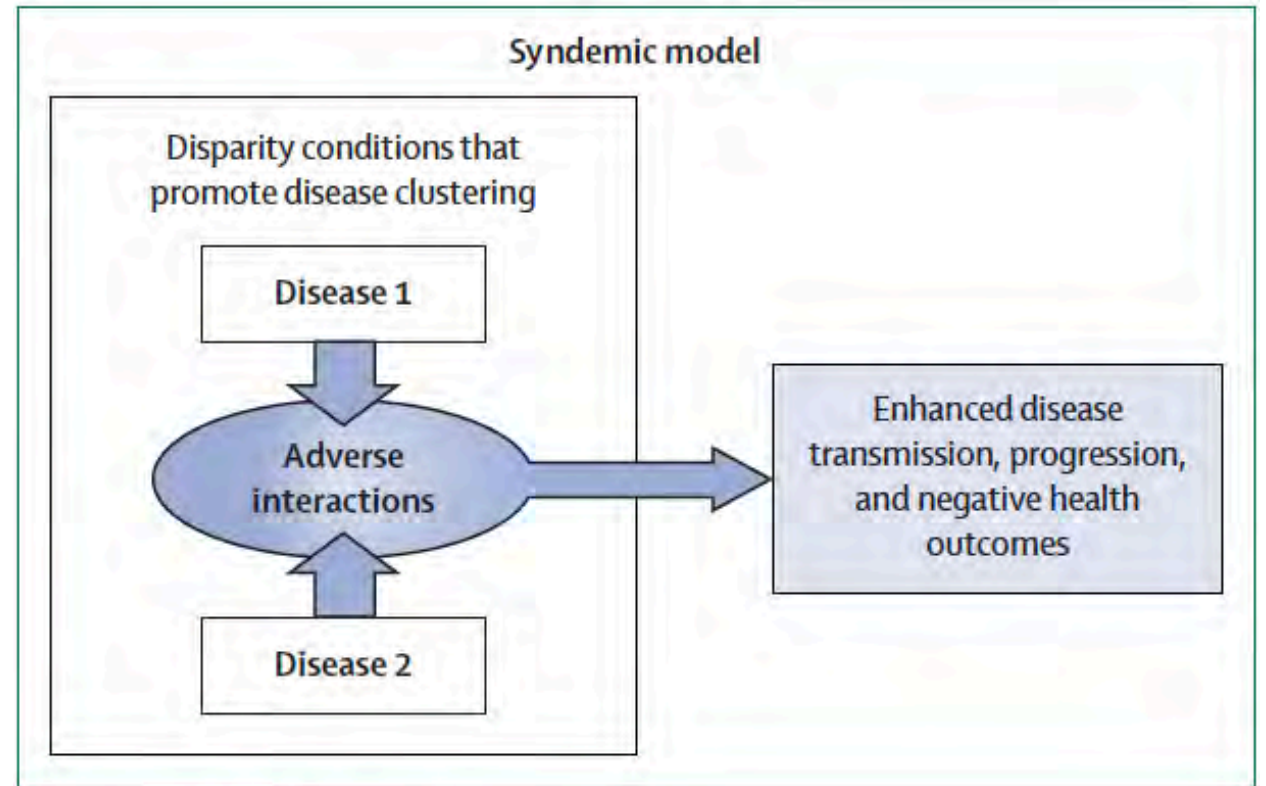 Syndemic model
Disparity conditions that
promote disease clustering
Disease 1
Adverse
interactions
Disease 2
Enhanced disease
transmission, progression,
and negative health
outcomes